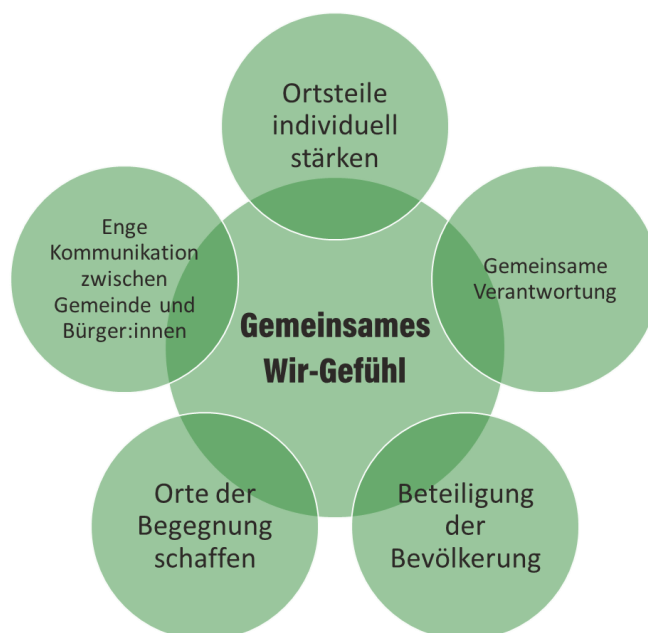 Ortsteile
individuell
stärken
Enge
Kommunikation
zwischen
Gemeinde und
Bürger:innen
Gemeinsame
Verantwortung
Gemeinsames
Wir-Gefühl
Orte der
Begegnung
schaffen
Beteiligung
der
Bevölkerung